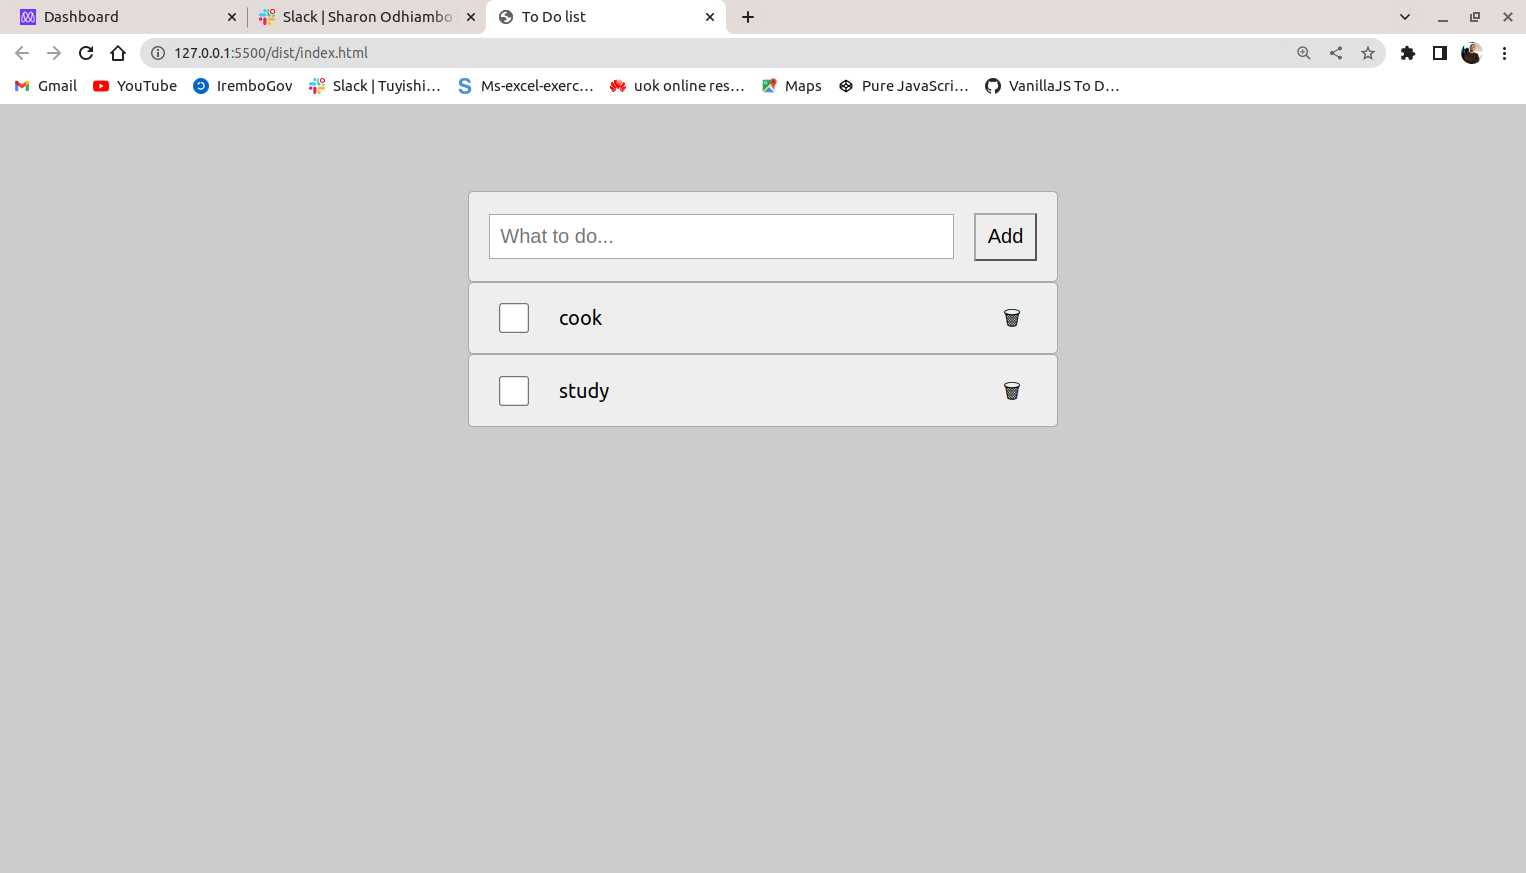 Dashboard
Slack | Sharon Odhiambo
To Do list
127.0.0.1:5500/dist/index.html
Gmail
YouTube
IremboGov
Slack | Tuyishi...
Ms-excel-exerc...
uok online res...
Maps
Pure JavaScri...
VanillaJS To D...
What to do...
Add
cook
study